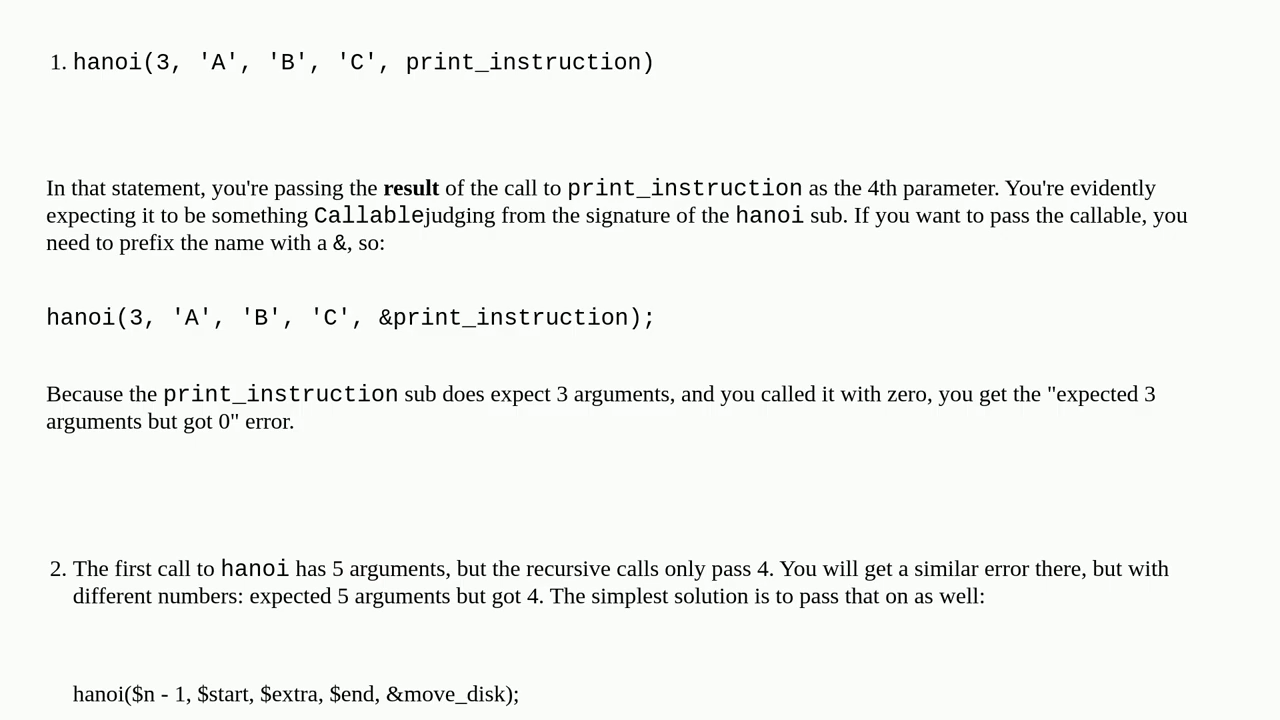 1. hanoi(3, 'A', 'B', 'C', print_instruction)
In that statement, you're passing the result of the call to print_instruction as the 4th parameter. You're evidently
expecting it to be something Callablejudging from the signature of the hanoi sub. If you want to pass the callable, you
need to prefix the name with a &, so:
hanoi(3, 'A', 'B', 'C', &print_instruction);
Because the print_instruction sub does expect 3 arguments, and you called it with zero, you get the "expected 3
arguments but got 0" error.
2. The first call to hanoi has 5 arguments, but the recursive calls only pass 4. You will get a similar error there, but with
different numbers: expected 5 arguments but got 4. The simplest solution is to pass that on as well:
hanoi($n - 1, $start, $extra, $end, &move_disk);